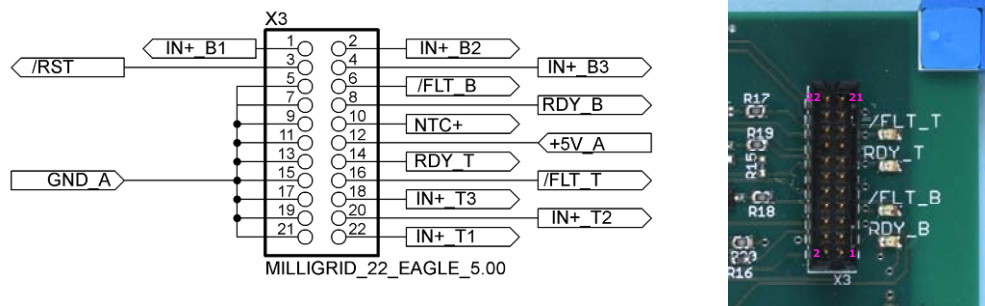 X3
IN+_B1
1
2
IN+_B2
/RST
3
4
IN+_B3
5
6
/FLT_B
7
8
RDY_B
9
10
NTC+
11
12
+5V_A
13
14
RDY_T
GND_A
15
16
/FLT_T
17
18
IN+_T3
19
20
IN+_T2
21
22
IN+_T1
MILLIGRID_22_EAGLE_5.00
22
21
R17
/FLT_T
R19
RDY_T
R15
/FLT_B
R18
RDY_B
2
1
R16
X3